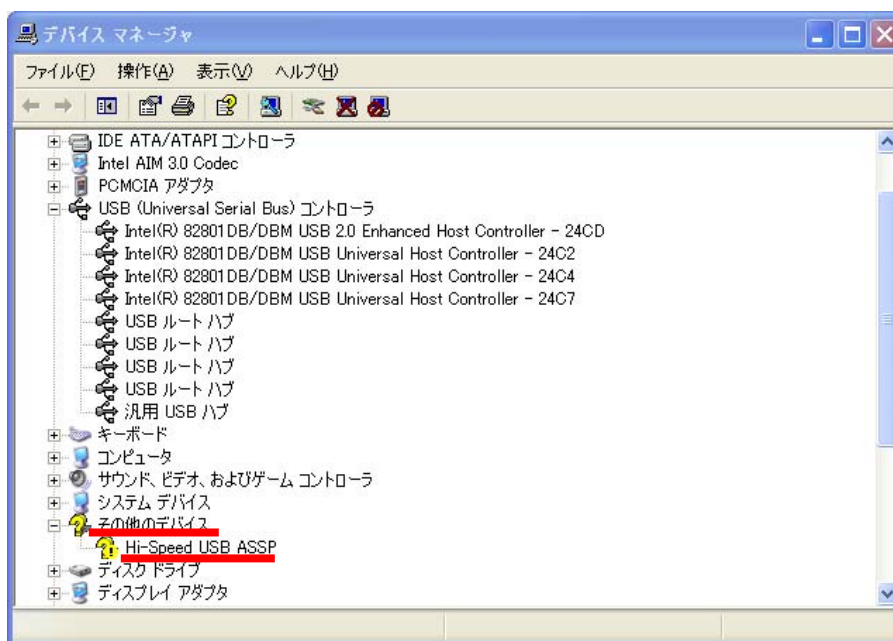 デバイス マネージャ
ファイル(F) 操作(A) 表示(V) ヘルプ(H)
IDE ATA/ATAPI コントローラ
Intel AIM 3.0 Codec
PCMCIA アダプタ
USB (Universal Serial Bus) コントローラ
Intel(R) 82801DB/DBM USB 2.0 Enhanced Host Controller - 24CD
Intel(R) 82801DB/DBM USB Universal Host Controller - 24C2
Intel(R) 82801DB/DBM USB Universal Host Controller - 24C4
Intel(R) 82801DB/DBM USB Universal Host Controller - 24C7
USB ルート ハブ
USB ルート ハブ
USB ルート ハブ
USB ルート ハブ
汎用 USB ハブ
キーボード
コンピュータ
サウンド、ビデオ、およびゲーム コントローラ
システム デバイス
その他のデバイス
Hi-Speed USB ASSP
ディスク ドライブ
ディスプレイ アダプタ